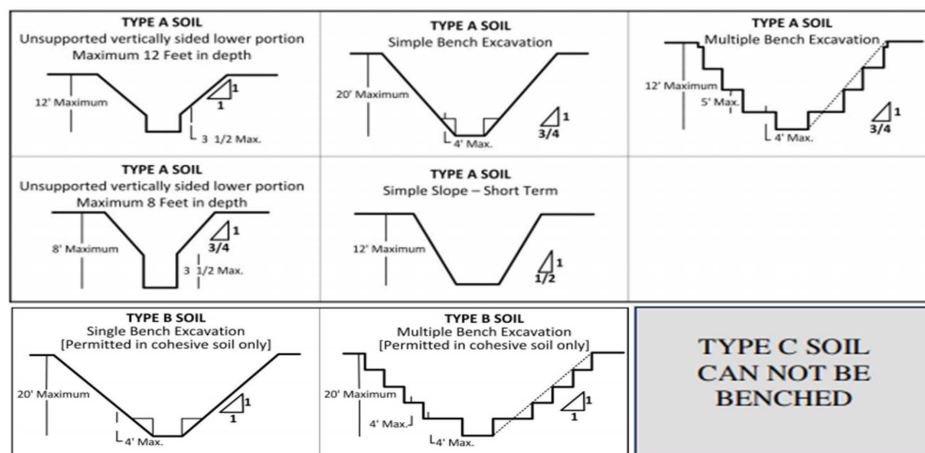 TYPE A SOIL
Unsupported vertically sided lower portion
Maximum 12 Feet in depth
12' Maximum
1
1
3 1/2 Max.
TYPE A SOIL
Simple Bench Excavation
20' Maximum
1
3/4
4' Max.
TYPE A SOIL
Multiple Bench Excavation
12' Maximum
5' Max.
1
3/4
4' Max.
TYPE A SOIL
Unsupported vertically sided lower portion
Maximum 8 Feet in depth
8' Maximum
1
3/4
3 1/2 Max.
TYPE A SOIL
Simple Slope – Short Term
12' Maximum
1
1/2
TYPE B SOIL
Single Bench Excavation
[Permitted in cohesive soil only]
20' Maximum
1
1
4' Max.
TYPE B SOIL
Multiple Bench Excavation
[Permitted in cohesive soil only]
20' Maximum
4' Max.
1
1
4' Max.
TYPE C SOIL
CAN NOT BE
BENCHED